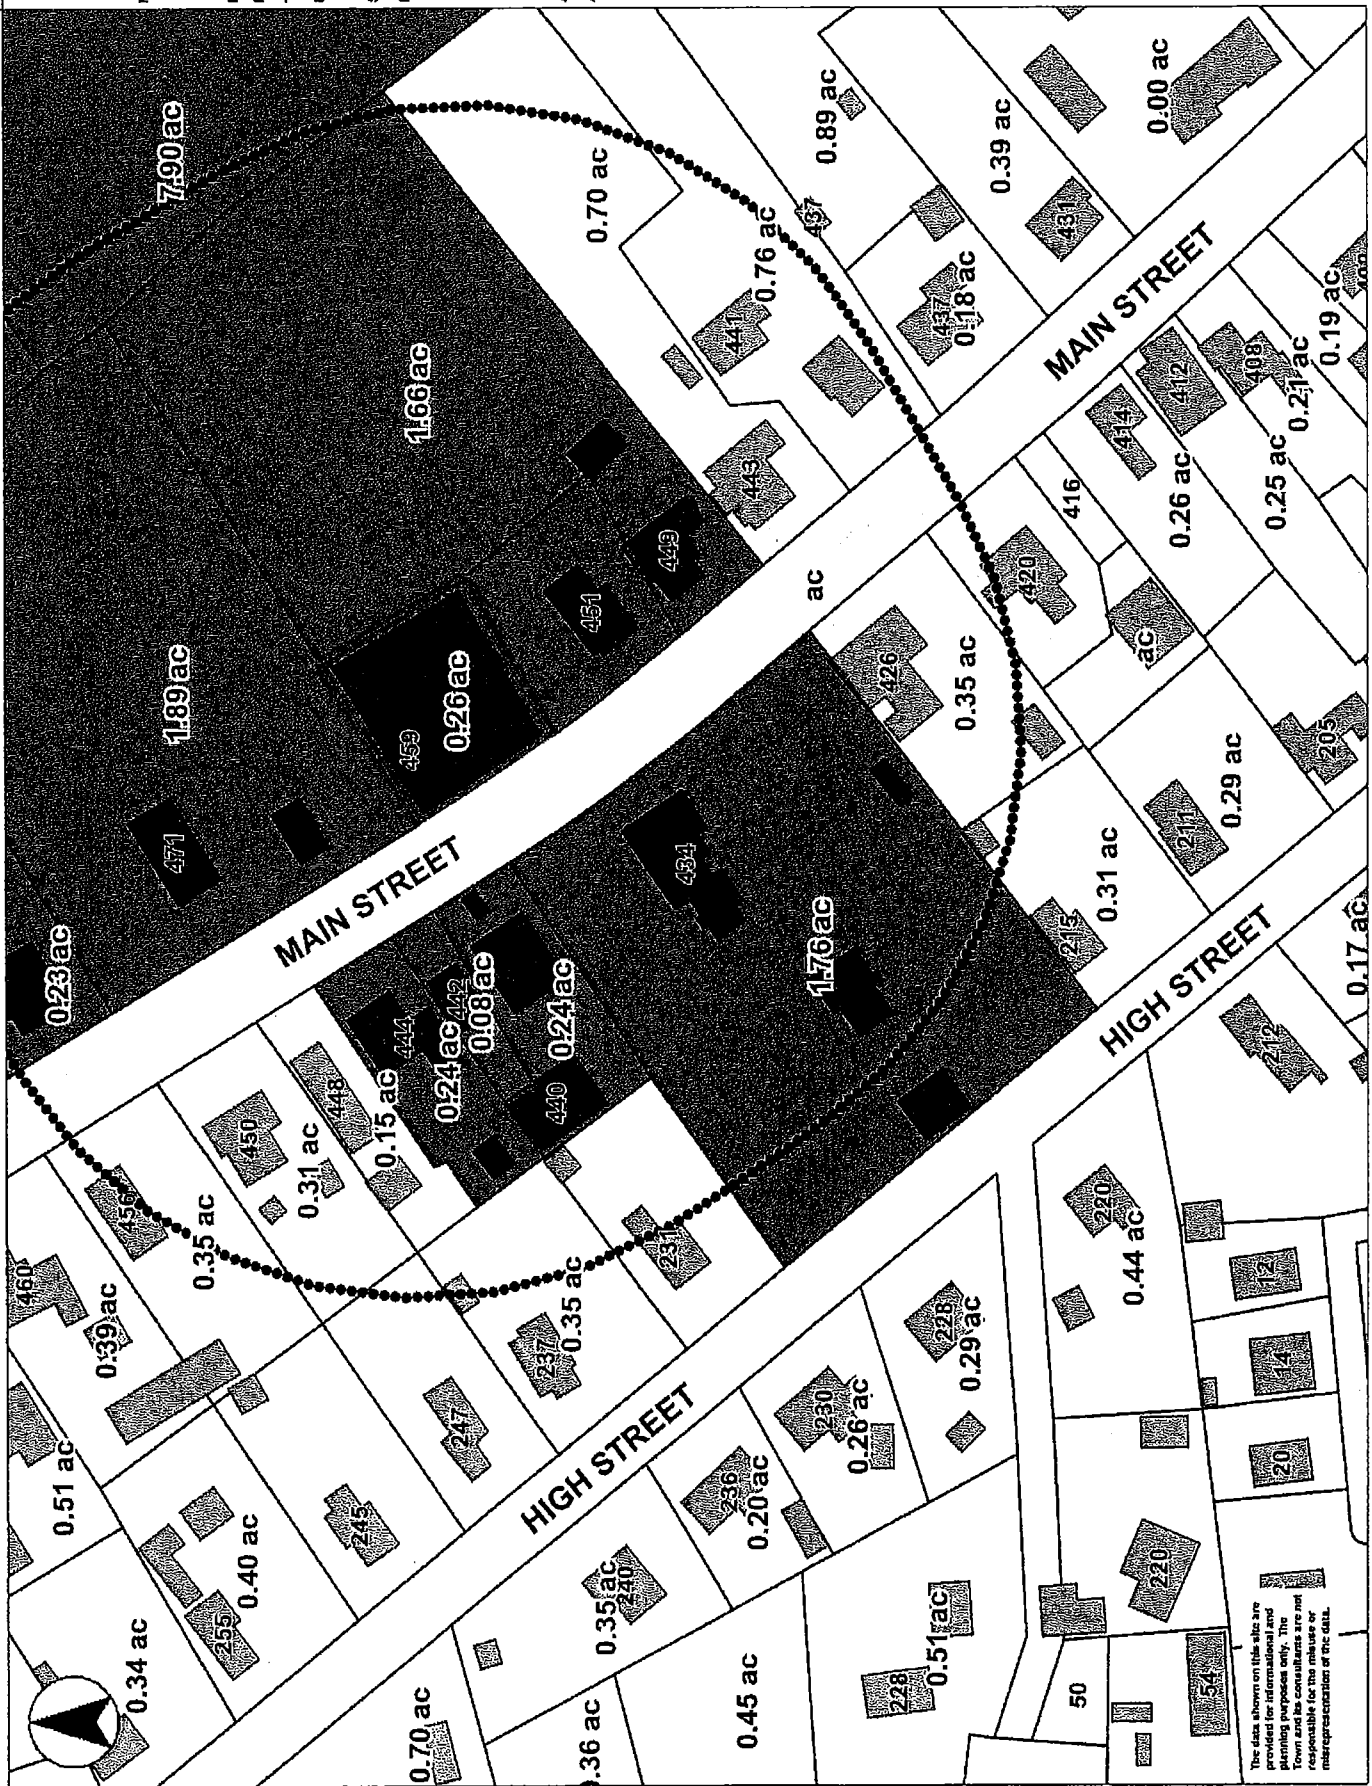 7.90 ac
0.89 ac
0.00 ac
0.39 ac
0.70 ac
437
431
0.76 ac
437
0.18 ac
MAIN STREET
0.19 ac
441
1.66 ac
408
0.21 ac
412
414
443
416
0.26 ac
0.25 ac
449
451
420
ac
ac
1.89 ac
0.26 ac
459
426
0.35 ac
205
0.29 ac
211
471
434
MAIN STREET
0.31 ac
215
0.23 ac
1.76 ac
HIGH STREET
0.17 ac
442
0.08 ac
0.24 ac
444
0.24 ac
212
440
448
0.15 ac
450
0.31 ac
456
0.35 ac
231
220
0.44 ac
460
0.39 ac
0.35 ac
237
228
0.29 ac
12
14
230
0.26 ac
247
HIGH STREET
236
0.20 ac
20
0.51 ac
245
0.40 ac
255
0.35 ac
240
220
0.34 ac
0.51 ac
228
0.45 ac
50
54
0.70 ac
.36 ac
The data shown on this site are
provided for informational and
planning purposes only. The
Town and its consultants are not
responsible for the misuse or
misrepresentation of the data.